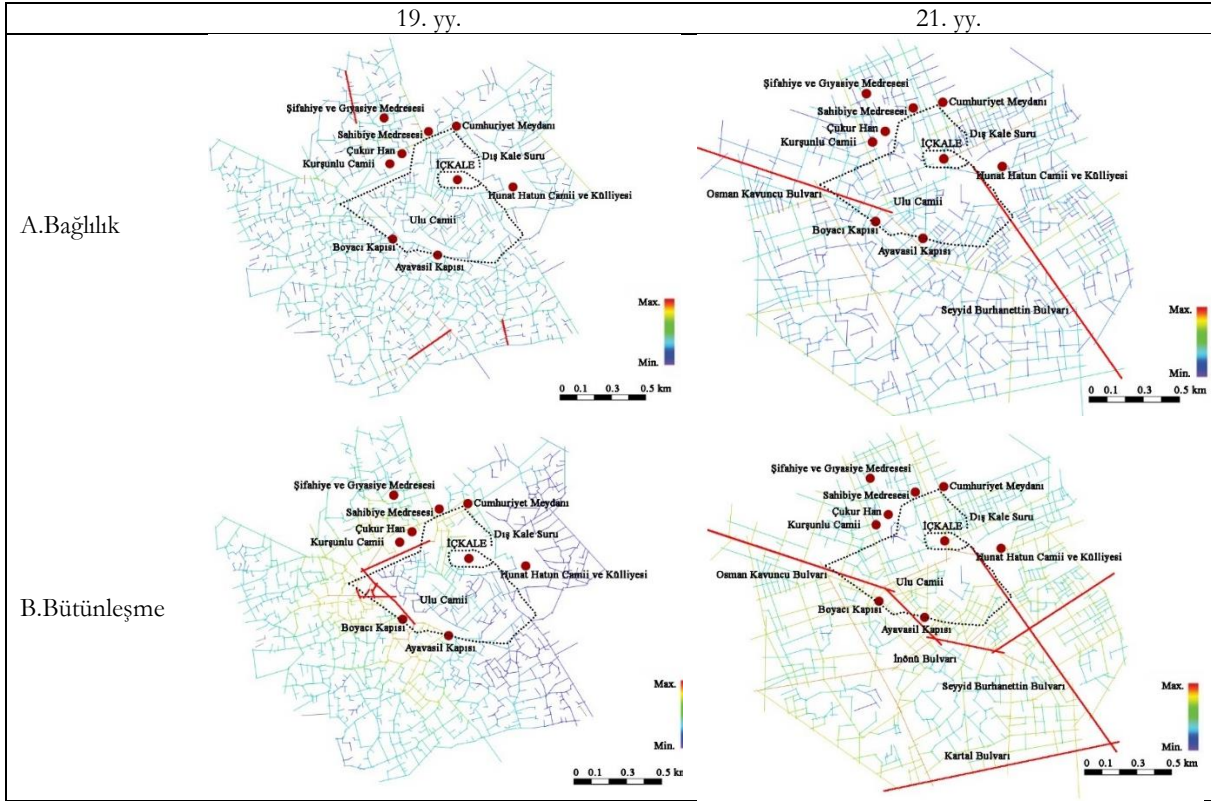 19. yy.
21. yy.
A.Bağlılık
Şifahiye ve Gıyasiye Medresesi
Cumhuriyet Meydanı
Sahibiye Medresesi
Çukur Han
Dış Kale Suru
Kurşunlu Camii
İÇKALE
Hunat Hatun Camii ve Külliyesi
Ulu Camii
Boyacı Kapısı
Ayavasil Kapısı
Max.
Min.
0 0.1 0.3 0.5 km
Şifahiye ve Gıyasiye Medresesi
Cumhuriyet Meydanı
Sahibiye Medresesi
Çukur Han
Dış Kale Suru
Kurşunlu Camii
İÇKALE
Hunat Hatun Camii ve Külliyesi
Osman Kavuncu Bulvarı
Ulu Camii
Boyacı Kapısı
Ayavasil Kapısı
Seyyid Burhanettin Bulvarı
Max.
Min.
0 0.1 0.3 0.5 km
B.Bütünleşme
Şifahiye ve Gıyasiye Medresesi
Cumhuriyet Meydanı
Sahibiye Medresesi
Çukur Han
Dış Kale Suru
Kurşunlu Camii
İÇKALE
Hunat Hatun Camii ve Külliyesi
Ulu Camii
Boyacı Kapısı
Ayavasil Kapısı
Max.
Min.
0 0.1 0.3 0.5 km
Şifahiye ve Gıyasiye Medresesi
Cumhuriyet Meydanı
Sahibiye Medresesi
Çukur Han
Dış Kale Suru
Kurşunlu Camii
İÇKALE
Hunat Hatun Camii ve Külliyesi
Osman Kavuncu Bulvarı
Ulu Camii
Boyacı Kapısı
Ayavasil Kapısı
İnönü Bulvarı
Seyyid Burhanettin Bulvarı
Max.
Min.
Kartal Bulvarı
0 0.1 0.3 0.5 km